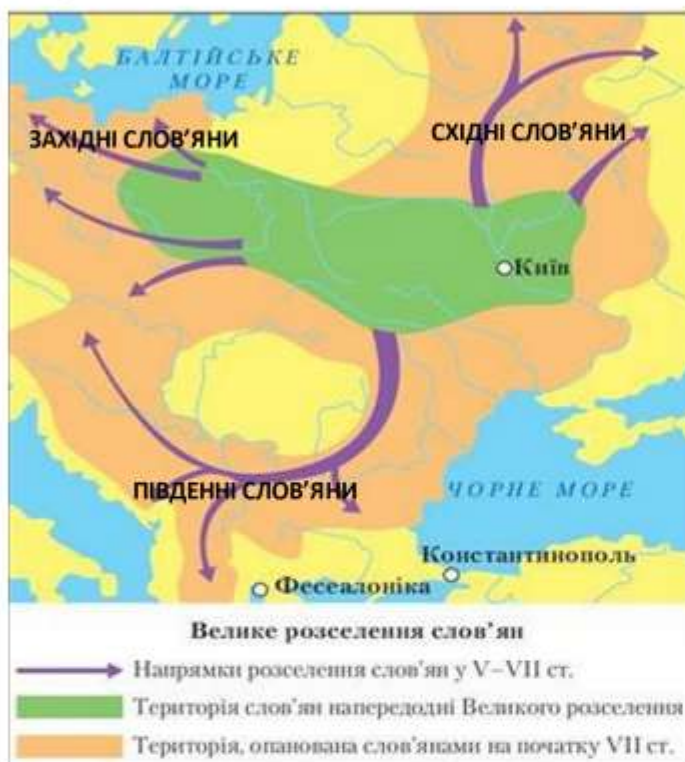 БАЛТІЙСЬКЕ
МОРЕ
ЗАХІДНІ СЛОВ'ЯНИ
СХІДНІ СЛОВ'ЯНИ
Київ
ПІВДЕННІ СЛОВ'ЯНИ
ЧОРНЕ МОРЕ
Константинополь
Фесеалоніка
Велике розселення слов'ян
Напрямки розселення слов'ян у V–VII ст.
Територія слов'ян напередодні Великого розселення
Територія, опанована слов'янами на початку VII ст.